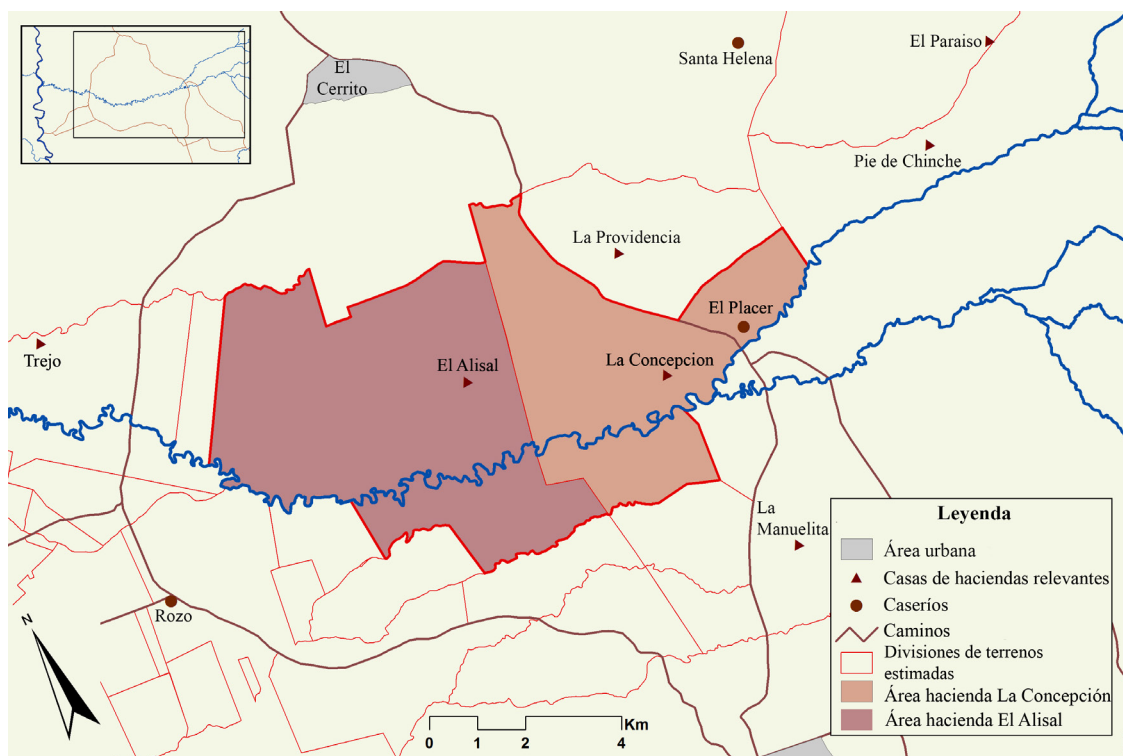 El Paraiso
Santa Helena
El
Cerrito
Pie de Chinche
La Providencia
El Placer
Trejo
El Alisal
La Concepcion
La
Manuelita
Rozo
N
Km
0 1 2 4
Leyenda
Área urbana
Casas de haciendas relevantes
Caseríos
Caminos
Divisiones de terrenos
estimadas
Área hacienda La Concepción
Área hacienda El Alisal